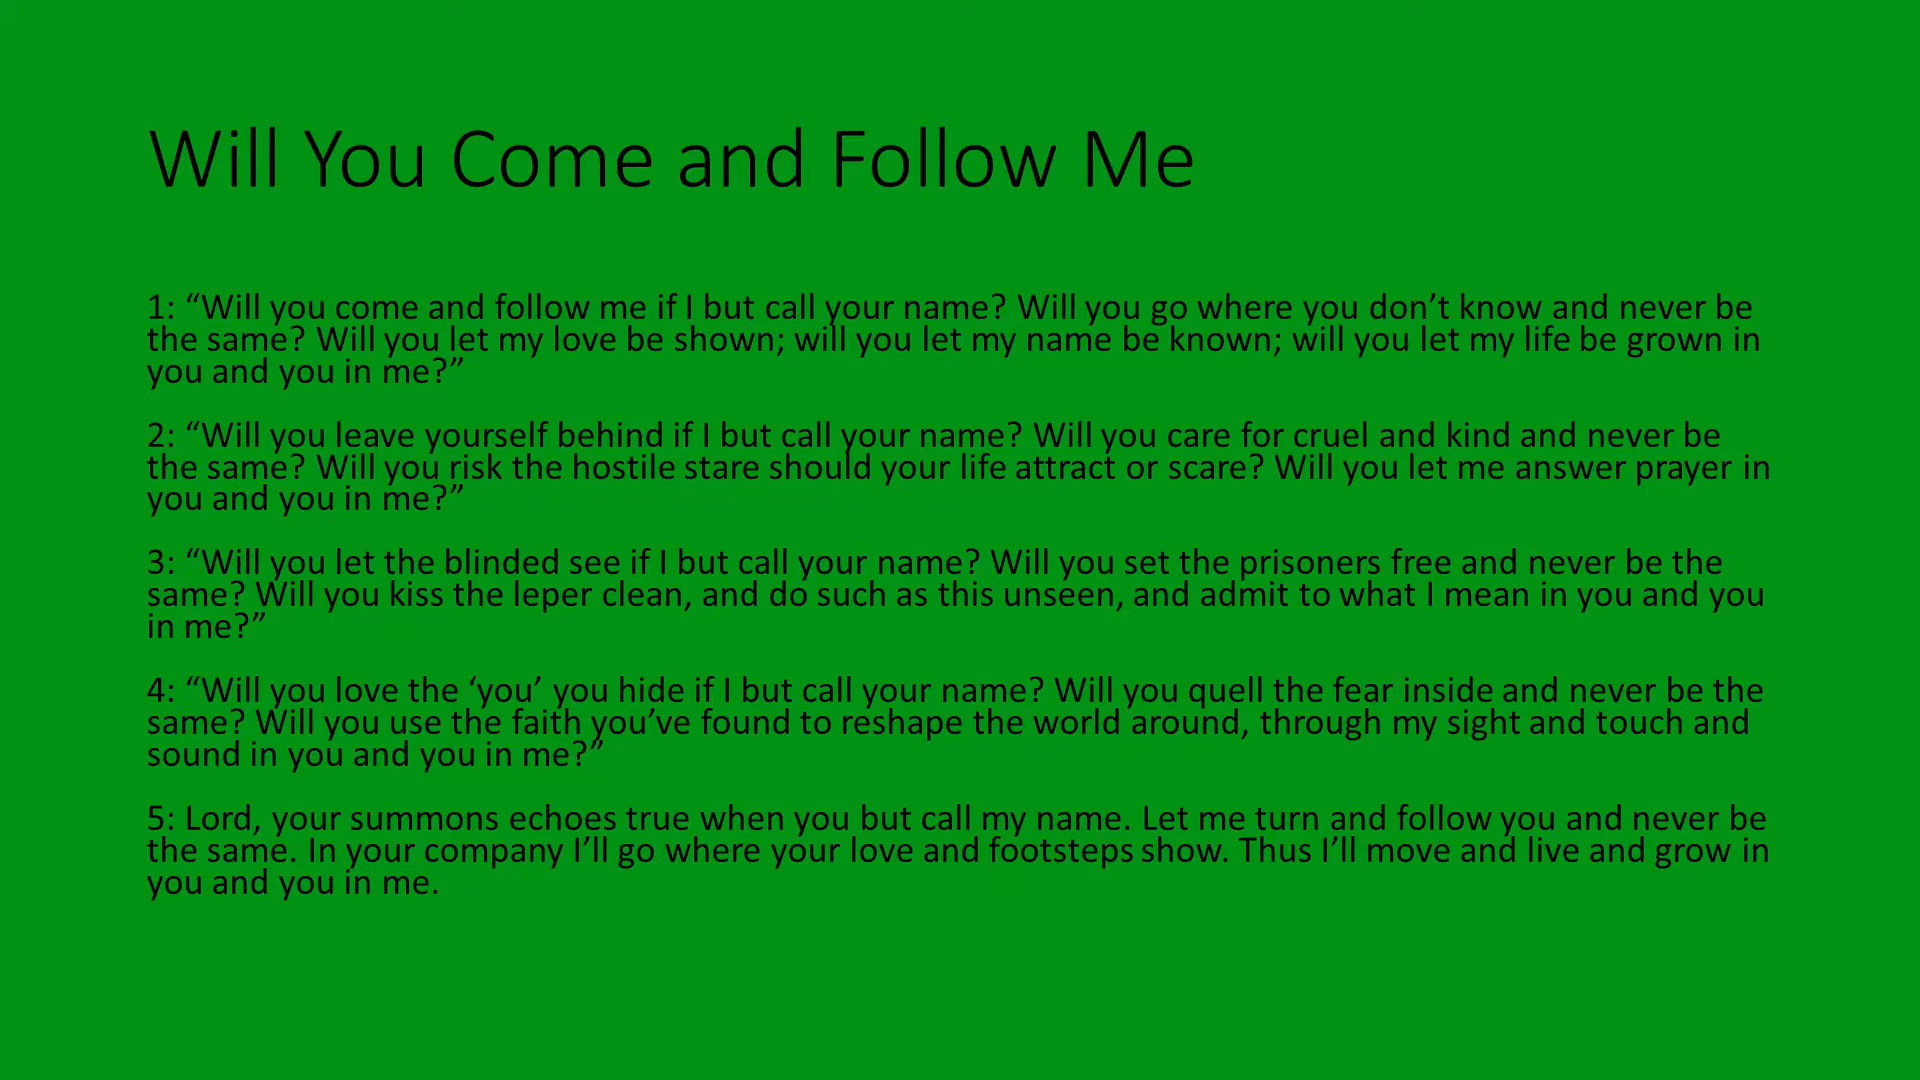 Will You Come and Follow Me
1: “Will you come and follow me if I but call your name? Will you go where you don’t know and never be
the same? Will you let my love be shown; will you let my name be known; will you let my life be grown in
you and you in me?”
2: “Will you leave yourself behind if I but call your name? Will you care for cruel and kind and never be
the same? Will you risk the hostile stare should your life attract or scare? Will you let me answer prayer in
you and you in me?”
3: “Will you let the blinded see if I but call your name? Will you set the prisoners free and never be the
same? Will you kiss the leper clean, and do such as this unseen, and admit to what I mean in you and you
in me?”
4: “Will you love the ‘you’ you hide if I but call your name? Will you quell the fear inside and never be the
same? Will you use the faith you’ve found to reshape the world around, through my sight and touch and
sound in you and you in me?”
5: Lord, your summons echoes true when you but call my name. Let me turn and follow you and never be
the same. In your company I’ll go where your love and footsteps show. Thus I’ll move and live and grow in
you and you in me.